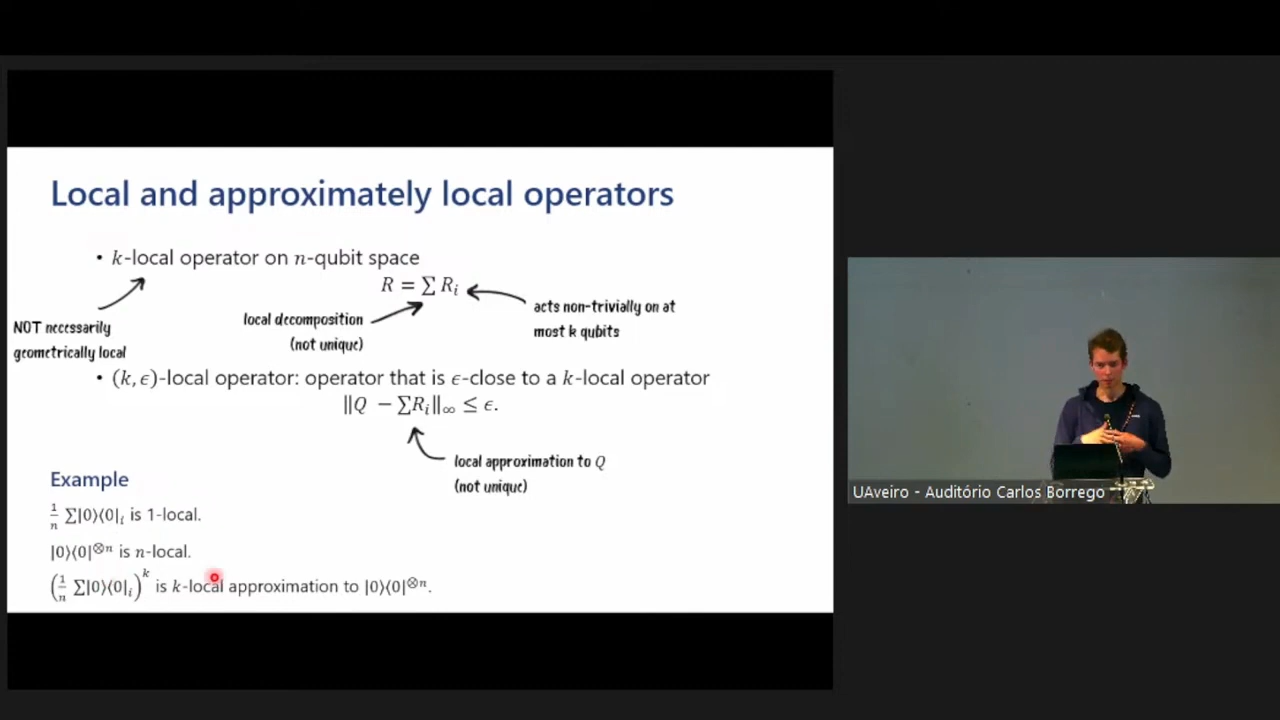 Local and approximately local operators
• k-local operator on n-qubit space
R = ∑ Rᵢ
NOT necessarily
geometrically local
local decomposition
(not unique)
acts non-trivially on at
most k qubits
• (k, ϵ)-local operator: operator that is ϵ-close to a k-local operator
‖Q − ∑Rᵢ‖∞ ≤ ϵ.
local approximation to Q
(not unique)
Example
1/n ∑|0⟩⟨0|ᵢ is 1-local.
|0⟩⟨0|⊗ⁿ is n-local.
(1/n ∑|0⟩⟨0|ᵢ)ᵏ is k-local approximation to |0⟩⟨0|⊗ⁿ.
UAveiro - Auditório Carlos Borrego